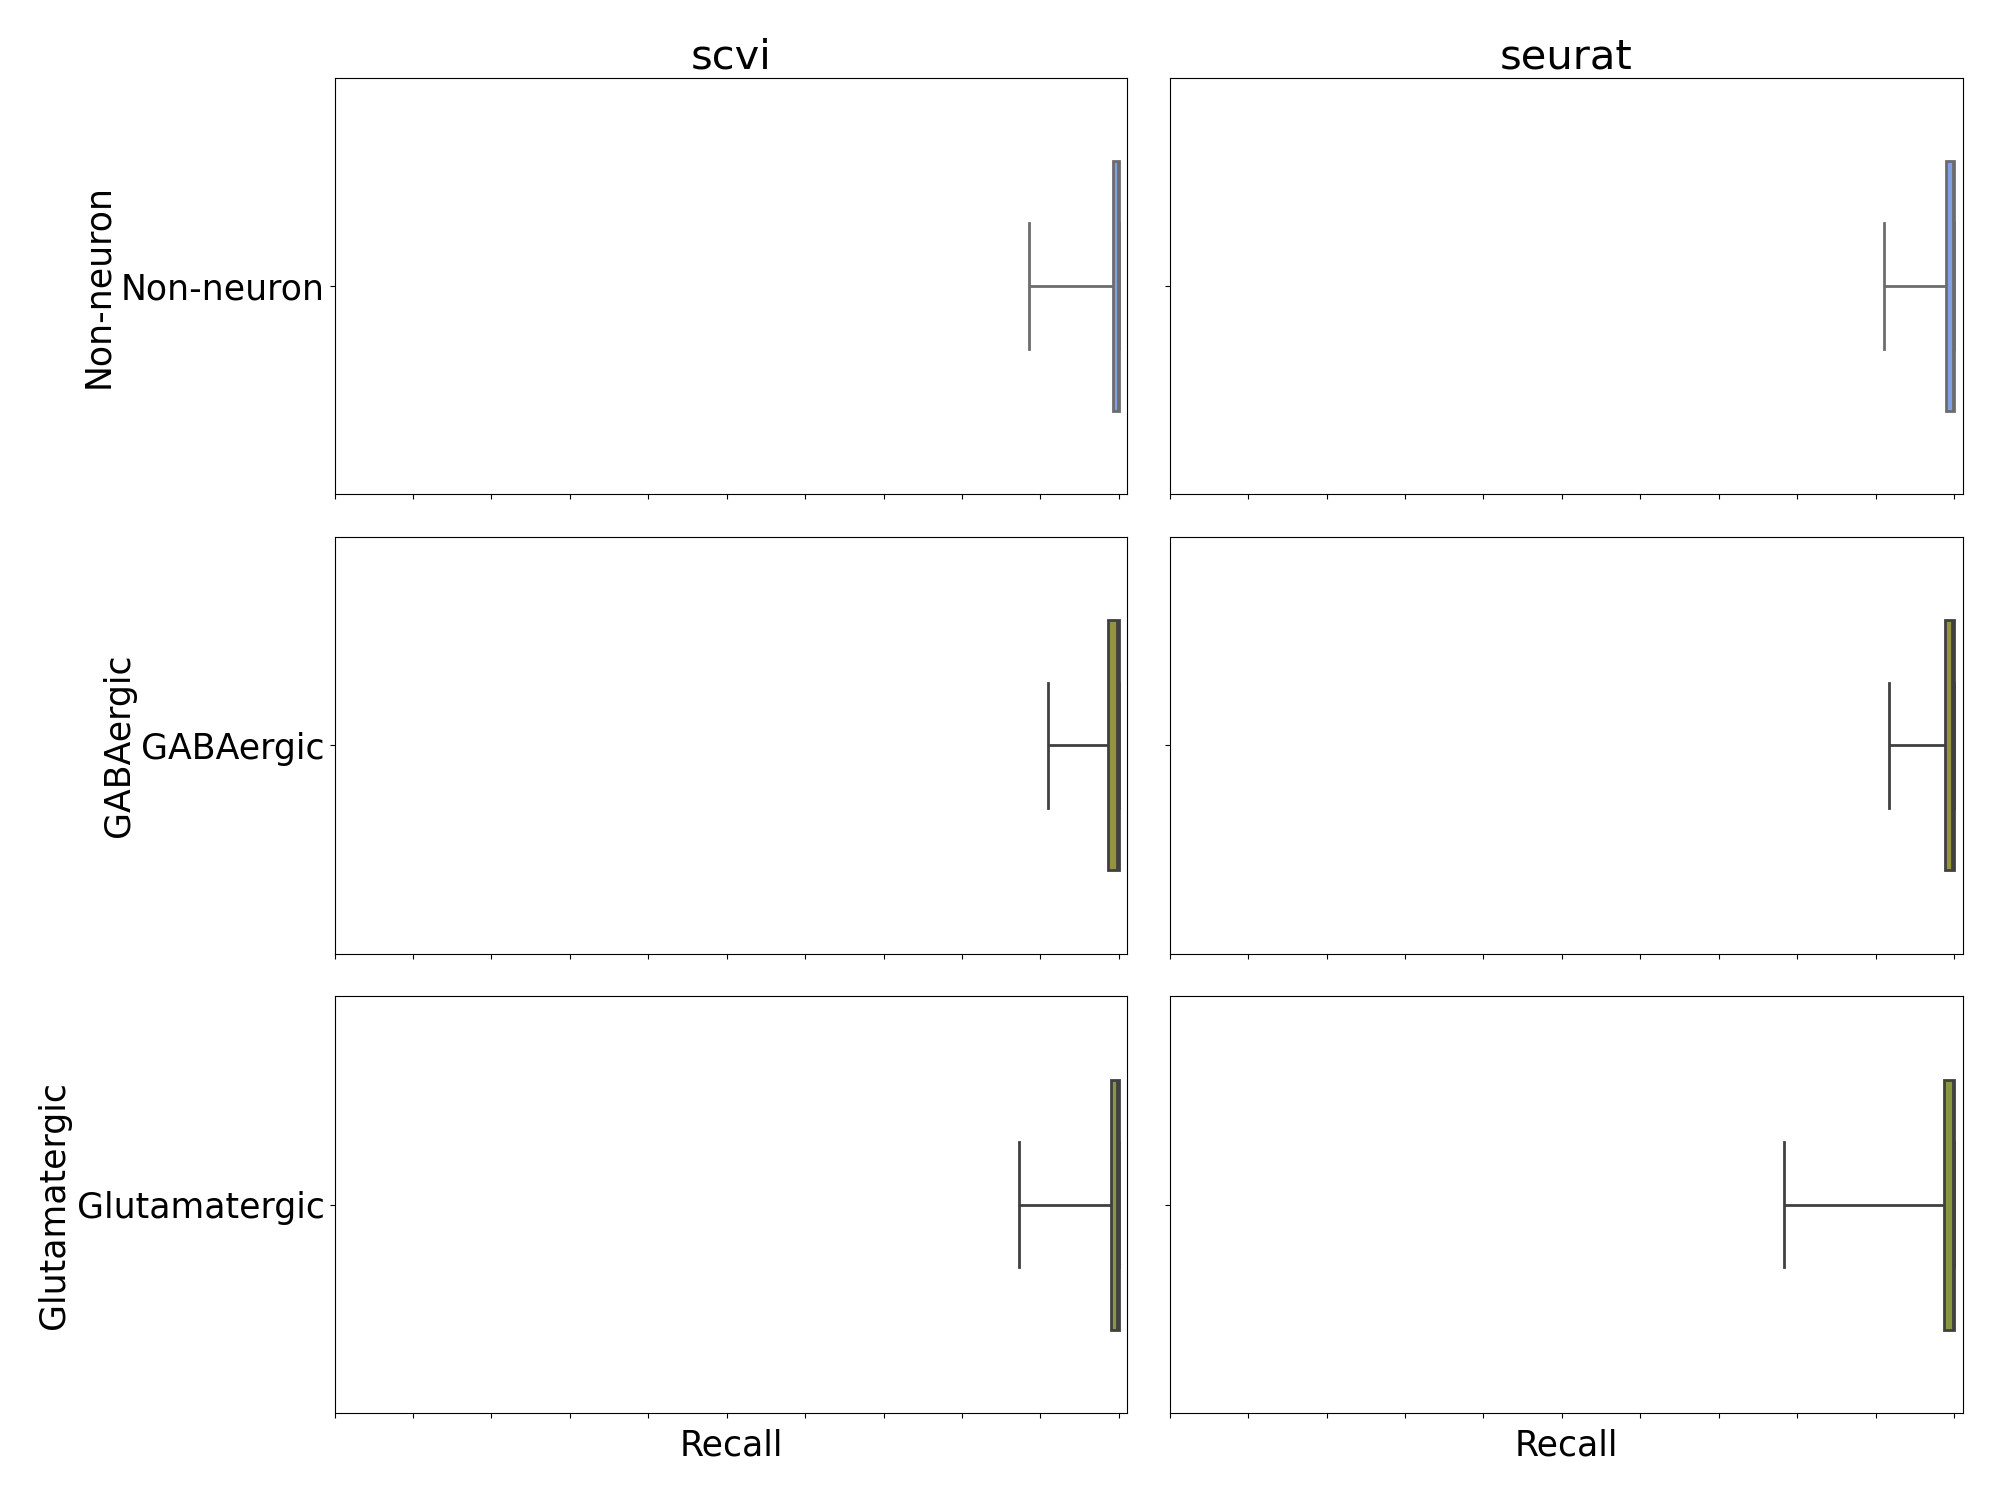 scvi
seurat
Non-neuron
Non-neuron
GABAergic
GABAergic
Glutamatergic
Glutamatergic
Recall
Recall